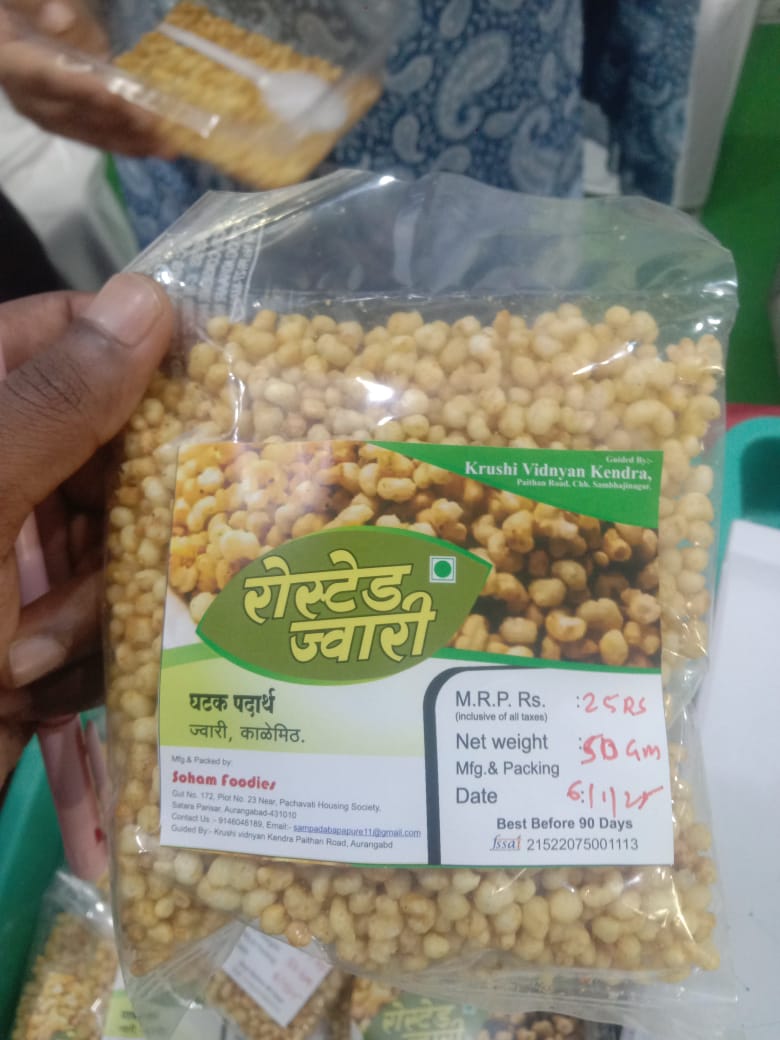 Guided By:-
Krushi Vidnyan Kendra,
Paithan Road, Chh. Sambhajinagar.
रोस्टेड
ज्वारी
घटक पदार्थ
ज्वारी, काळेमिठ.
Mfg & Packed by:
Soham Foodies
Gut No. 172, Plot No. 23 Near, Pachavati Housing Society,
Satara Parisar, Aurangabad-431010
Contact Us :- 9146046189, Email:- sampadabapapure11@gmail.com
Guided By:- Krushi vidnyan Kendra Paithan Road, Aurangabd
M.R.P. Rs. : 25 RS
(inclusive of all taxes)
Net weight : 50 Gm
Mfg.& Packing
Date : 6/1/25
Best Before 90 Days
fssai 21522075001113
रोस्टेड